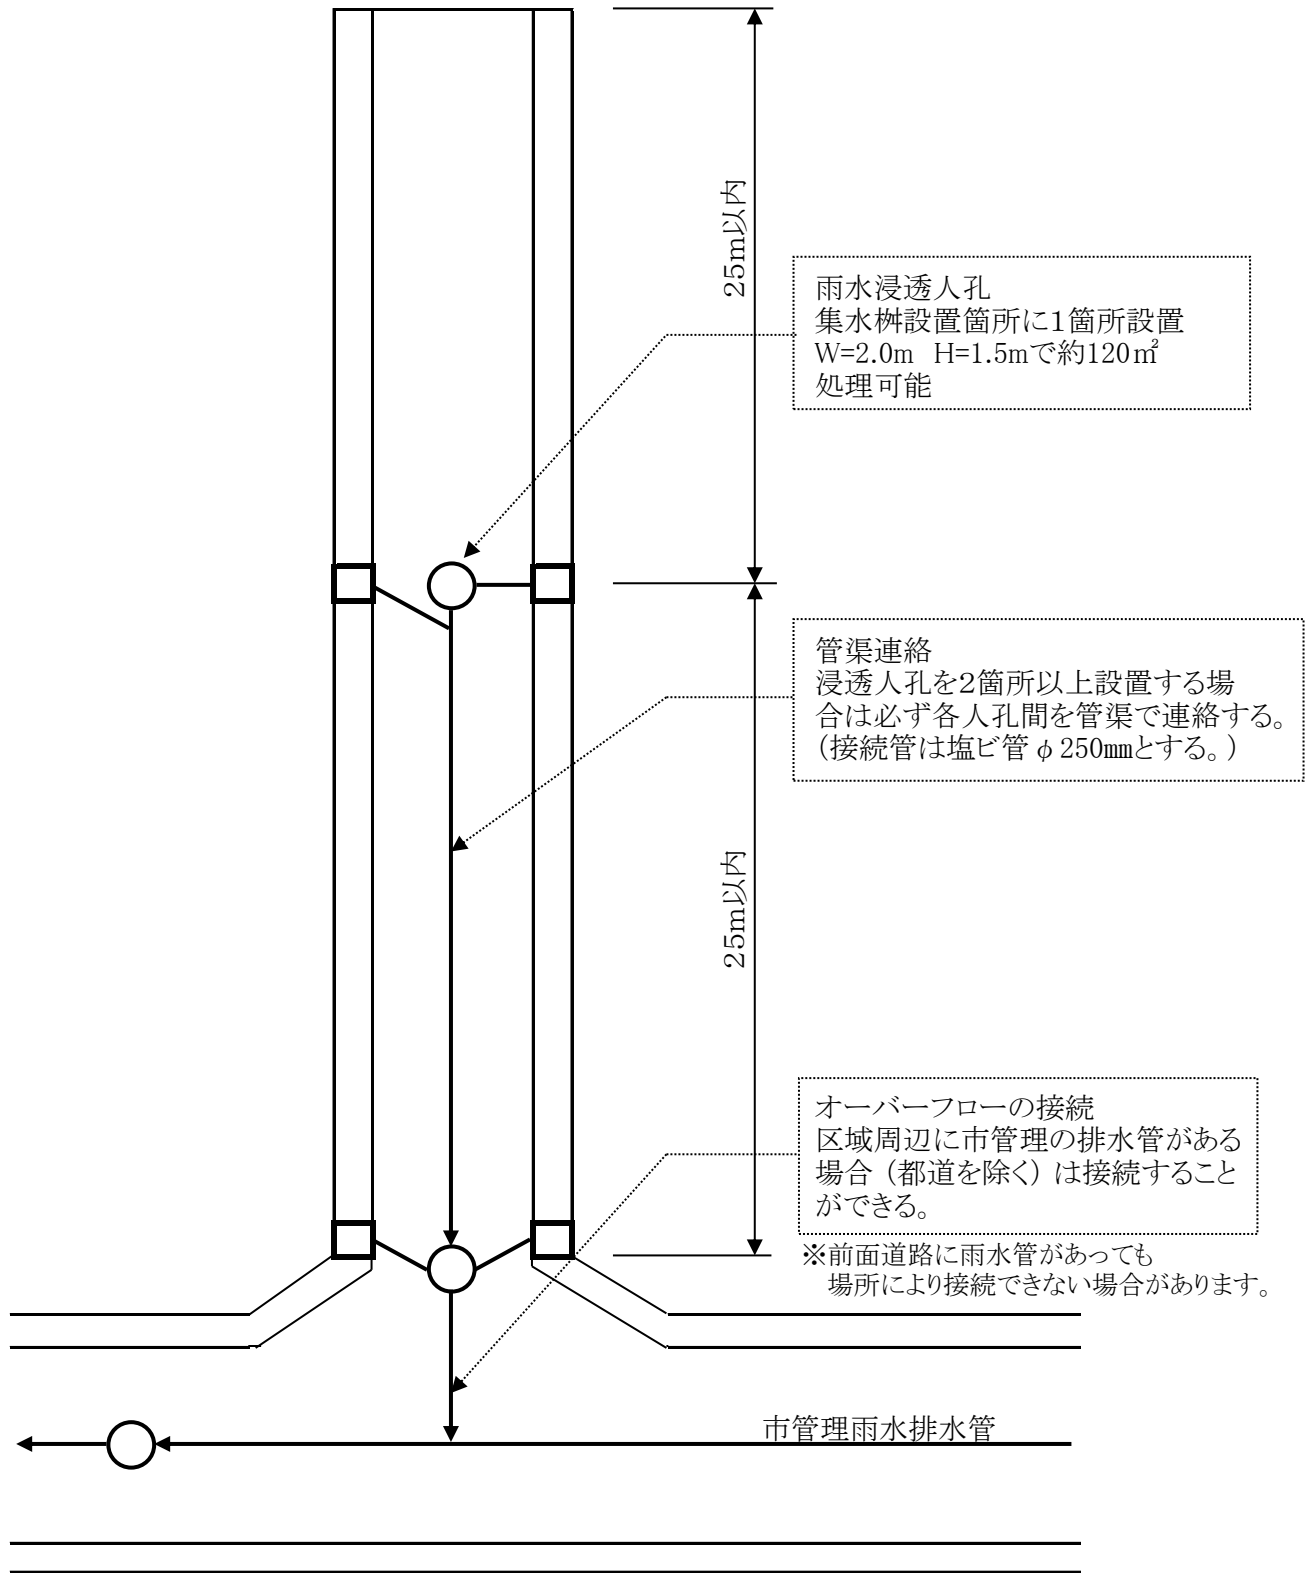 25m以内
雨水浸透人孔
集水桝設置箇所に1箇所設置
W=2.0m H=1.5mで約120㎡
処理可能
管渠連絡
浸透人孔を2箇所以上設置する場
合は必ず各人孔間を管渠で連絡する。
(接続管は塩ビ管φ250㎜とする。)
25m以内
オーバーフローの接続
区域周辺に市管理の排水管がある
場合(都道を除く)は接続すること
ができる。
※前面道路に雨水管があっても
場所により接続できない場合があります。
市管理雨水排水管